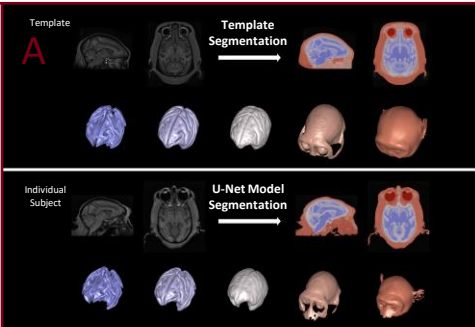 Template
A
Template
Segmentation
Individual
Subject
U-Net Model
Segmentation